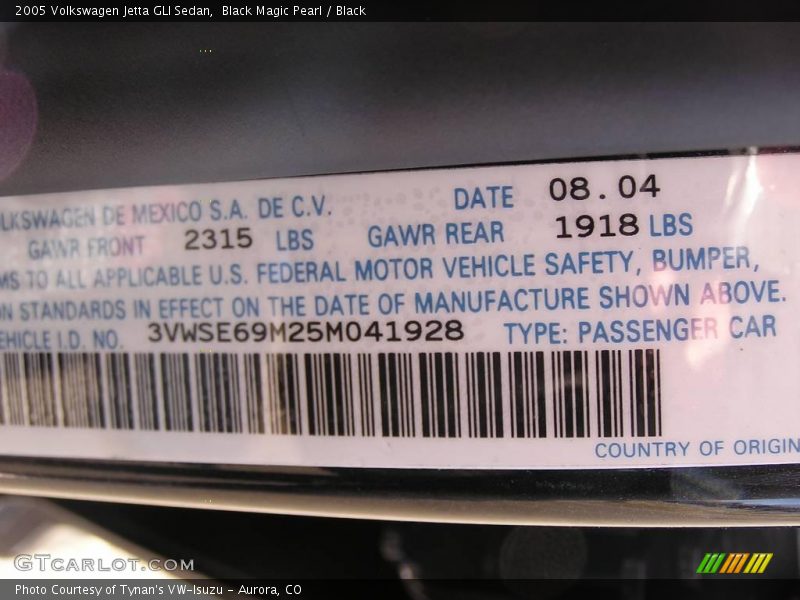 2005 Volkswagen Jetta GLI Sedan, Black Magic Pearl / Black
LKSWAGEN DE MEXICO S.A. DE C.V. DATE 08.04
GAWR FRONT 2315 LBS GAWR REAR 1918 LBS
MS TO ALL APPLICABLE U.S. FEDERAL MOTOR VEHICLE SAFETY, BUMPER,
ON STANDARDS IN EFFECT ON THE DATE OF MANUFACTURE SHOWN ABOVE.
EHICLE I.D. NO. 3VWSE69M25M041928 TYPE: PASSENGER CAR
COUNTRY OF ORIGIN
GTCARLOT.COM
Photo Courtesy of Tynan's VW-Isuzu - Aurora, CO